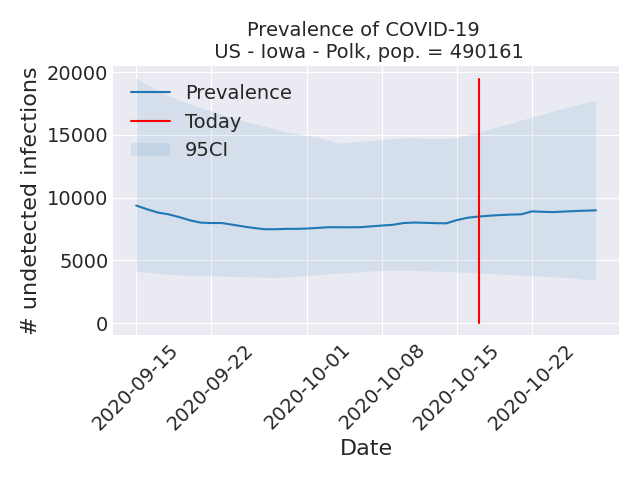 Prevalence of COVID-19
US - Iowa - Polk, pop. = 490161
# undetected infections
20000
15000
10000
5000
0
Prevalence
Today
95CI
2020-09-15
2020-09-22
2020-10-01
2020-10-08
2020-10-15
2020-10-22
Date